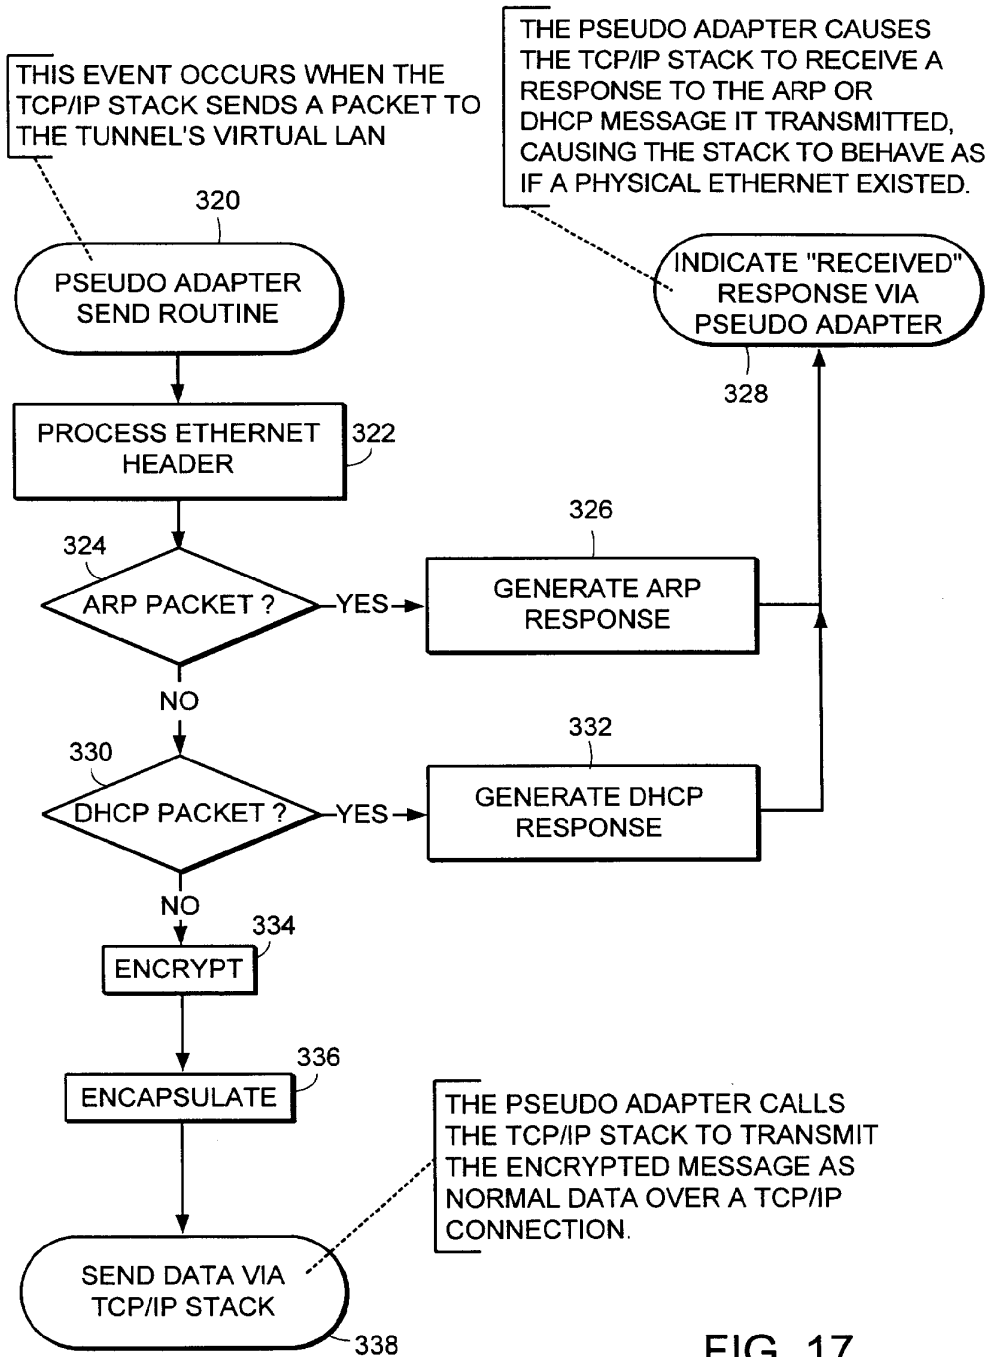 THIS EVENT OCCURS WHEN THE
TCP/IP STACK SENDS A PACKET TO
THE TUNNEL'S VIRTUAL LAN
THE PSEUDO ADAPTER CAUSES
THE TCP/IP STACK TO RECEIVE A
RESPONSE TO THE ARP OR
DHCP MESSAGE IT TRANSMITTED,
CAUSING THE STACK TO BEHAVE AS
IF A PHYSICAL ETHERNET EXISTED.
320
PSEUDO ADAPTER
SEND ROUTINE
INDICATE "RECEIVED"
RESPONSE VIA
PSEUDO ADAPTER
328
PROCESS ETHERNET
HEADER
322
324
ARP PACKET ?
YES
326
GENERATE ARP
RESPONSE
NO
330
DHCP PACKET ?
YES
332
GENERATE DHCP
RESPONSE
NO
334
ENCRYPT
336
ENCAPSULATE
THE PSEUDO ADAPTER CALLS
THE TCP/IP STACK TO TRANSMIT
THE ENCRYPTED MESSAGE AS
NORMAL DATA OVER A TCP/IP
CONNECTION.
SEND DATA VIA
TCP/IP STACK
338
FIG. 17